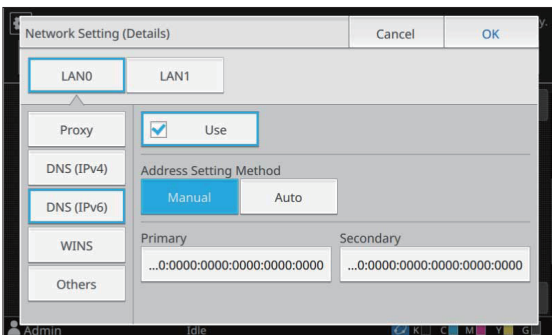 Network Setting (Details)
Cancel
OK
LAN0
LAN1
Proxy
DNS (IPv4)
DNS (IPv6)
WINS
Others
Use
Address Setting Method
Manual
Auto
Primary
Secondary
...0:0000:0000:0000:0000:0000
...0:0000:0000:0000:0000:0000
Admin
Idle
K
C
M
Y
G